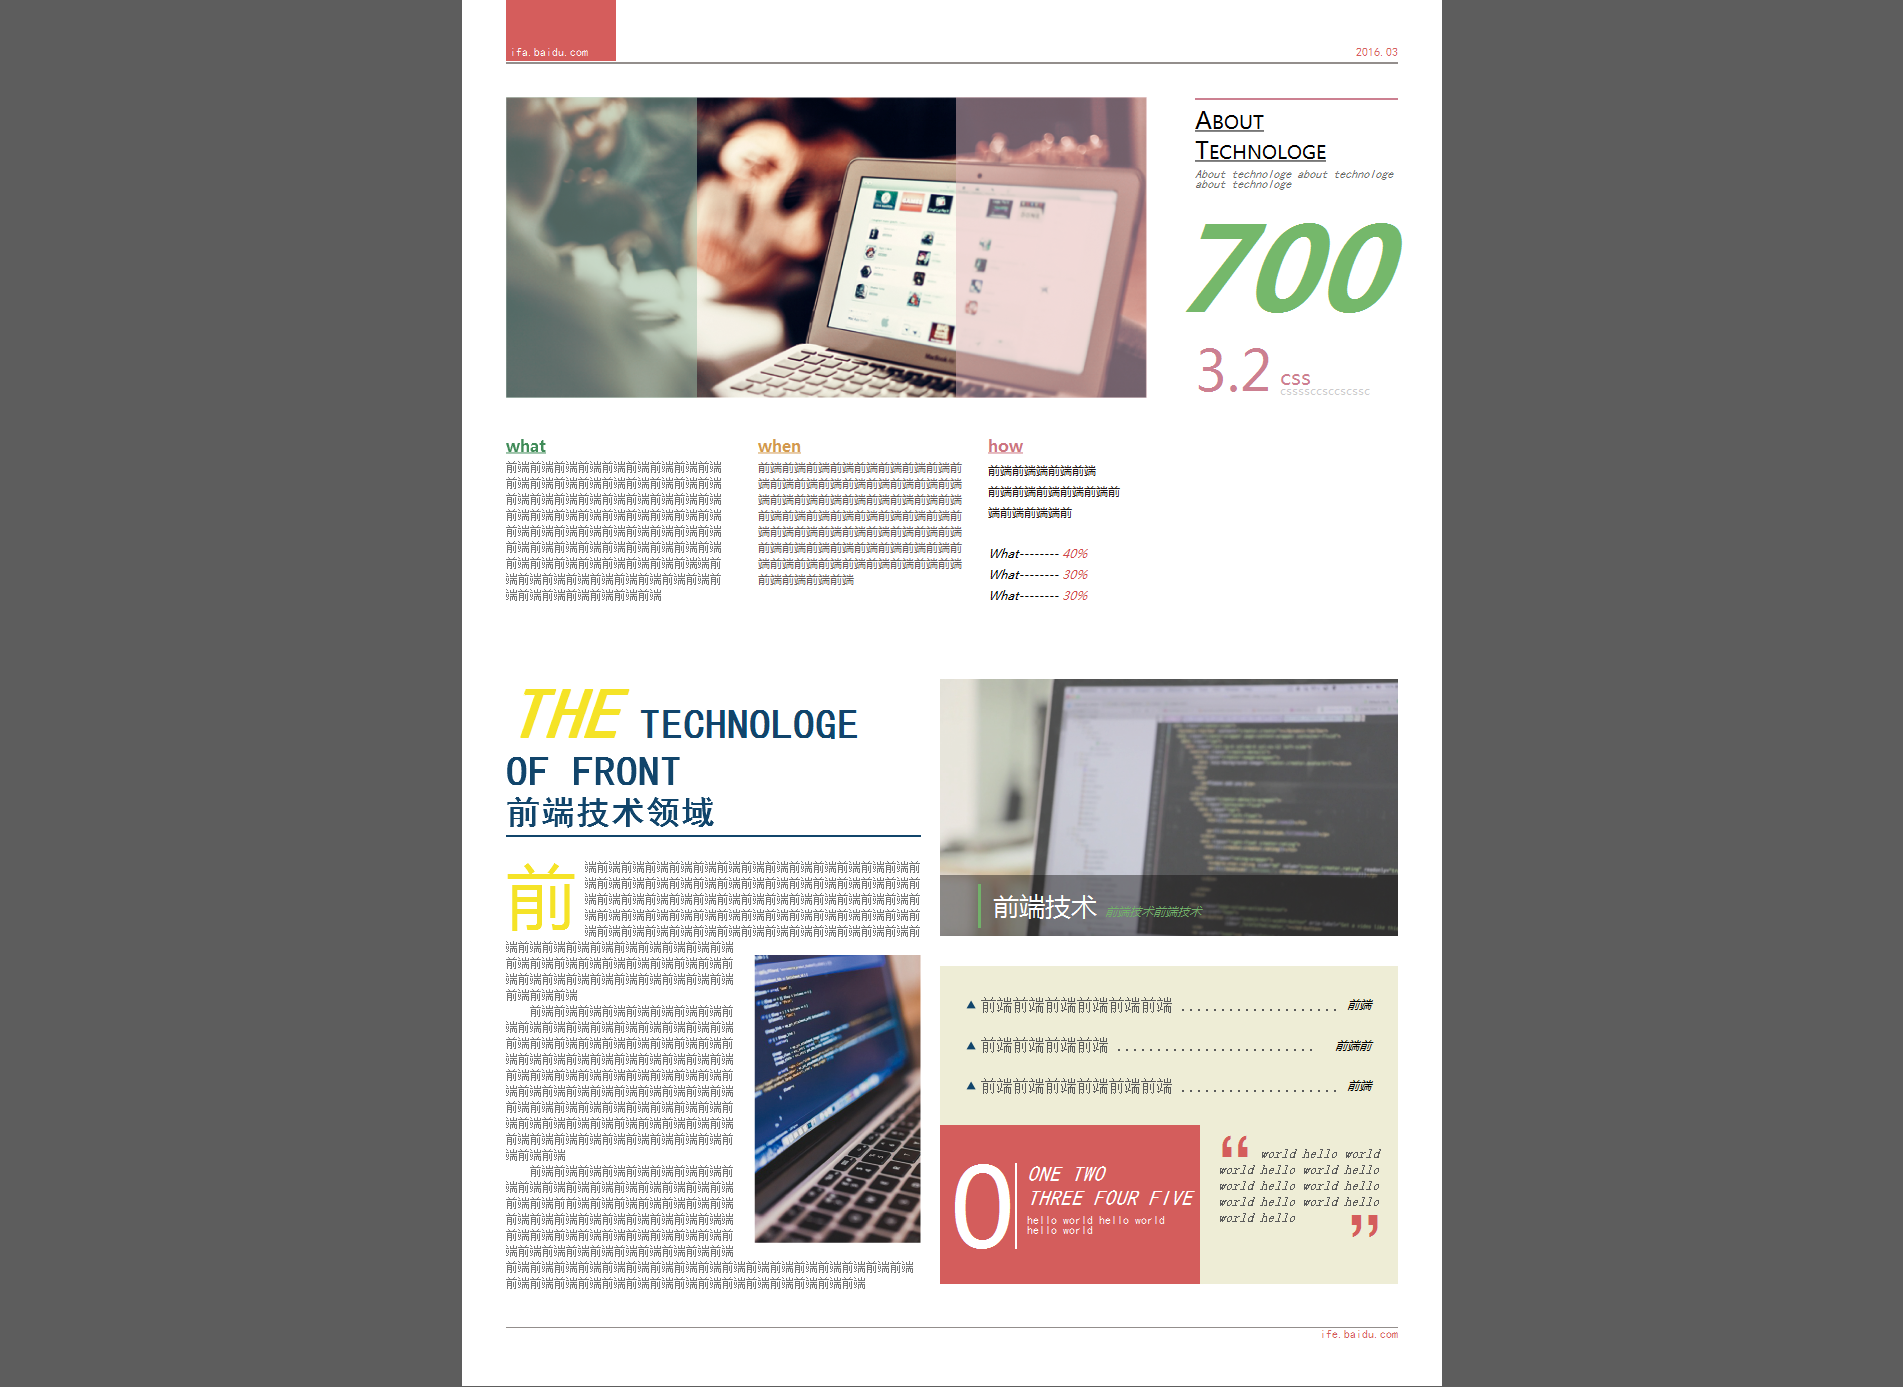 ifa.baidu.com
2016.03
ABOUT
TECHNOLOGE
About technologe about technologe
about technologe
700
3.2 css
cssssccsccscssc
what
前端前端前端前端前端前端前端前端前端
前端前端前端前端前端前端前端前端前端
前端前端前端前端前端前端前端前端前端
前端前端前端前端前端前端前端前端前端
前端前端前端前端前端前端前端前端前端
前端前端前端前端前端前端前端前端前端
前端前端前端前端前端前端前端前端前
端前端前端前端前端前端前端前端前端前
端前端前端前端前端前端前端
when
前端前端前端前端前端前端前端前端前
端前端前端前端前端前端前端前端前端
端前端前端前端前端前端前端前端前端
前端前端前端前端前端前端前端前端前
端前端前端前端前端前端前端前端前端
前端前端前端前端前端前端前端前端前
端前端前端前端前端前端前端前端前端
前端前端前端前端
how
前端前端端前端前端
前端前端前端前端前端前
端前端前端端前
What-------- 40%
What-------- 30%
What-------- 30%
THE TECHNOLOGE
OF FRONT
前端技术领域
前
端前端前端前端前端前端前端前端前端前端前端前端前端前端前
端前端前端前端前端前端前端前端前端前端前端前端前端前端前
端前端前端前端前端前端前端前端前端前端前端前端前端前端前
端前端前端前端前端前端前端前端前端前端前端前端前端前端前
端前端前端前端前端前端前端前端前端前端前端前端前端前端前
端前端前端前端前端前端前端前端前端前端
前端前端前端前端前端前端前端前端前端前
端前端前端前端前端前端前端前端前端前端
前端前端前端
前端前端前端前端前端前端前端前端前
端前端前端前端前端前端前端前端前端前端
前端前端前端前端前端前端前端前端前端前
端前端前端前端前端前端前端前端前端前端
前端前端前端前端前端前端前端前端前端前
端前端前端前端前端前端前端前端前端前端
前端前端前端前端前端前端前端前端前端前
端前端前端前端前端前端前端前端前端前端
前端前端前端前端前端前端前端前端前端前
端前端前端
前端前端前端前端前端前端前端前端前
端前端前端前端前端前端前端前端前端前端
前端前端前端前端前端前端前端前端前端前
端前端前端前端前端前端前端前端前端前端
前端前端前端前端前端前端前端前端前端前
端前端前端前端前端前端前端前端前端前端
前端前端前端前端前端前端前端前端前端前端前端前端前端前端前端前端前端
前端前端前端前端前端前端前端前端前端前端前端前端前端前端前端
前端技术 前端技术前端技术
▲ 前端前端前端前端前端前端 .................... 前端
▲ 前端前端前端前端 ......................... 前端前
▲ 前端前端前端前端前端前端 .................... 前端
0
ONE TWO
THREE FOUR FIVE
hello world hello world
hello world
“ world hello world
world hello world hello
world hello world hello
world hello world hello
world hello ”
ife.baidu.com